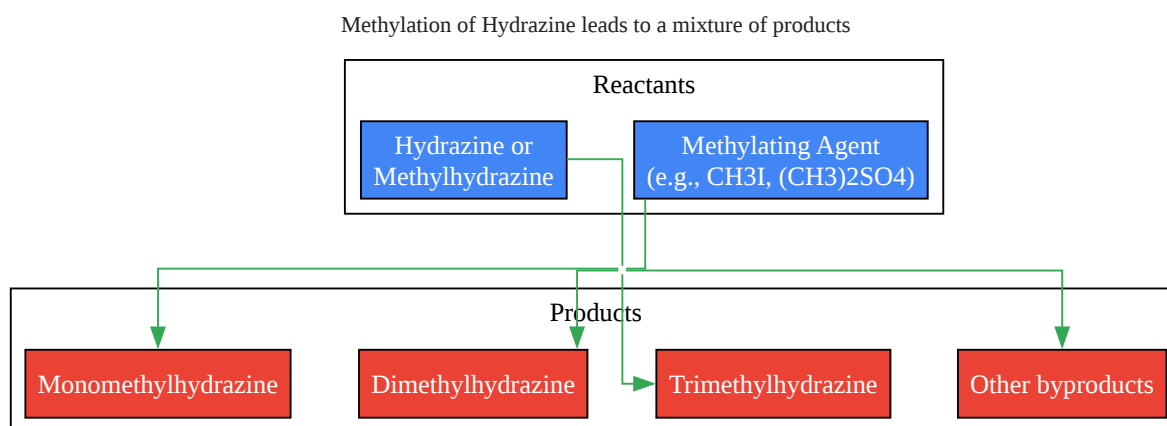 Methylation of Hydrazine leads to a mixture of products
Reactants
Hydrazine or
Methylhydrazine
Methylating Agent
(e.g., CH3I, (CH3)2SO4)
Products
Monomethylhydrazine
Dimethylhydrazine
Trimethylhydrazine
Other byproducts